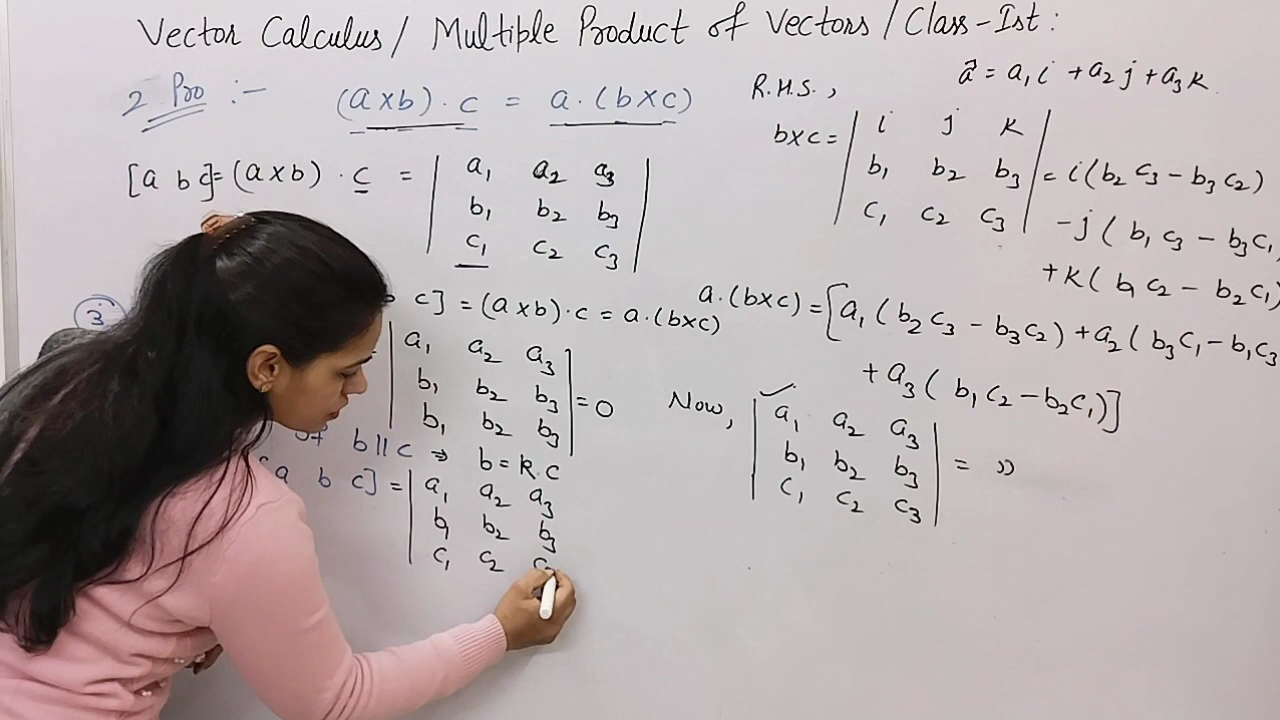 Vector Calculus / Multiple Product of Vectors / Class-Ist :
2 Pro :- (a×b) . c = a . (b×c)
[a b c] = (a×b) . c = | a₁ a₂ a₃ |
| b₁ b₂ b₃ |
| c₁ c₂ c₃ |
3
c] = (a×b)·c = a·(b×c)
| a₁ a₂ a₃ |
| b₁ b₂ b₃ | = 0
| b₁ b₂ b₃ |
if b || c ⇒ b = k.c
[a b c] = | a₁ a₂ a₃
| b₁ b₂ b₃
| c₁ c₂ c
R.H.S.,
a⃗ = a₁i + a₂j + a₃k
b×c = | i j k |
| b₁ b₂ b₃ | = i(b₂c₃ - b₃c₂)
| c₁ c₂ c₃ | -j(b₁c₃ - b₃c₁
+k(b₁c₂ - b₂c₁)
a.(b×c) = [a₁(b₂c₃ - b₃c₂) + a₂(b₃c₁ - b₁c₃
+ a₃(b₁c₂ - b₂c₁)]
Now, | a₁ a₂ a₃ |
| b₁ b₂ b₃ | = ))
| c₁ c₂ c₃ |